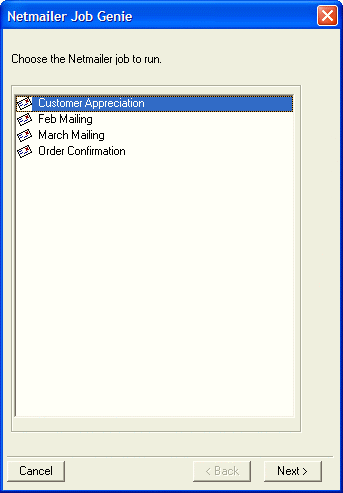 Netmailer Job Genie
Choose the Netmailer job to run.
Customer Appreciation
Feb Mailing
March Mailing
Order Confirmation
Cancel
< Back
Next >